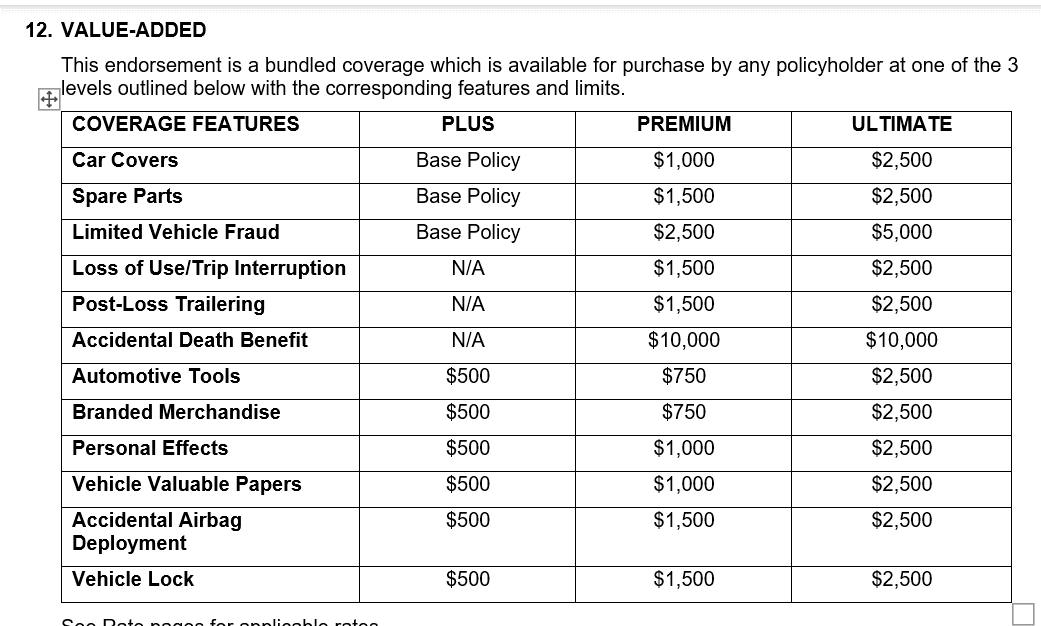 12. VALUE-ADDED
This endorsement is a bundled coverage which is available for purchase by any policyholder at one of the 3
levels outlined below with the corresponding features and limits.
COVERAGE FEATURES PLUS PREMIUM ULTIMATE
Car Covers Base Policy $1,000 $2,500
Spare Parts Base Policy $1,500 $2,500
Limited Vehicle Fraud Base Policy $2,500 $5,000
Loss of Use/Trip Interruption N/A $1,500 $2,500
Post-Loss Trailering N/A $1,500 $2,500
Accidental Death Benefit N/A $10,000 $10,000
Automotive Tools $500 $750 $2,500
Branded Merchandise $500 $750 $2,500
Personal Effects $500 $1,000 $2,500
Vehicle Valuable Papers $500 $1,000 $2,500
Accidental Airbag $500 $1,500 $2,500
Deployment
Vehicle Lock $500 $1,500 $2,500
See Rate pages for applicable rates